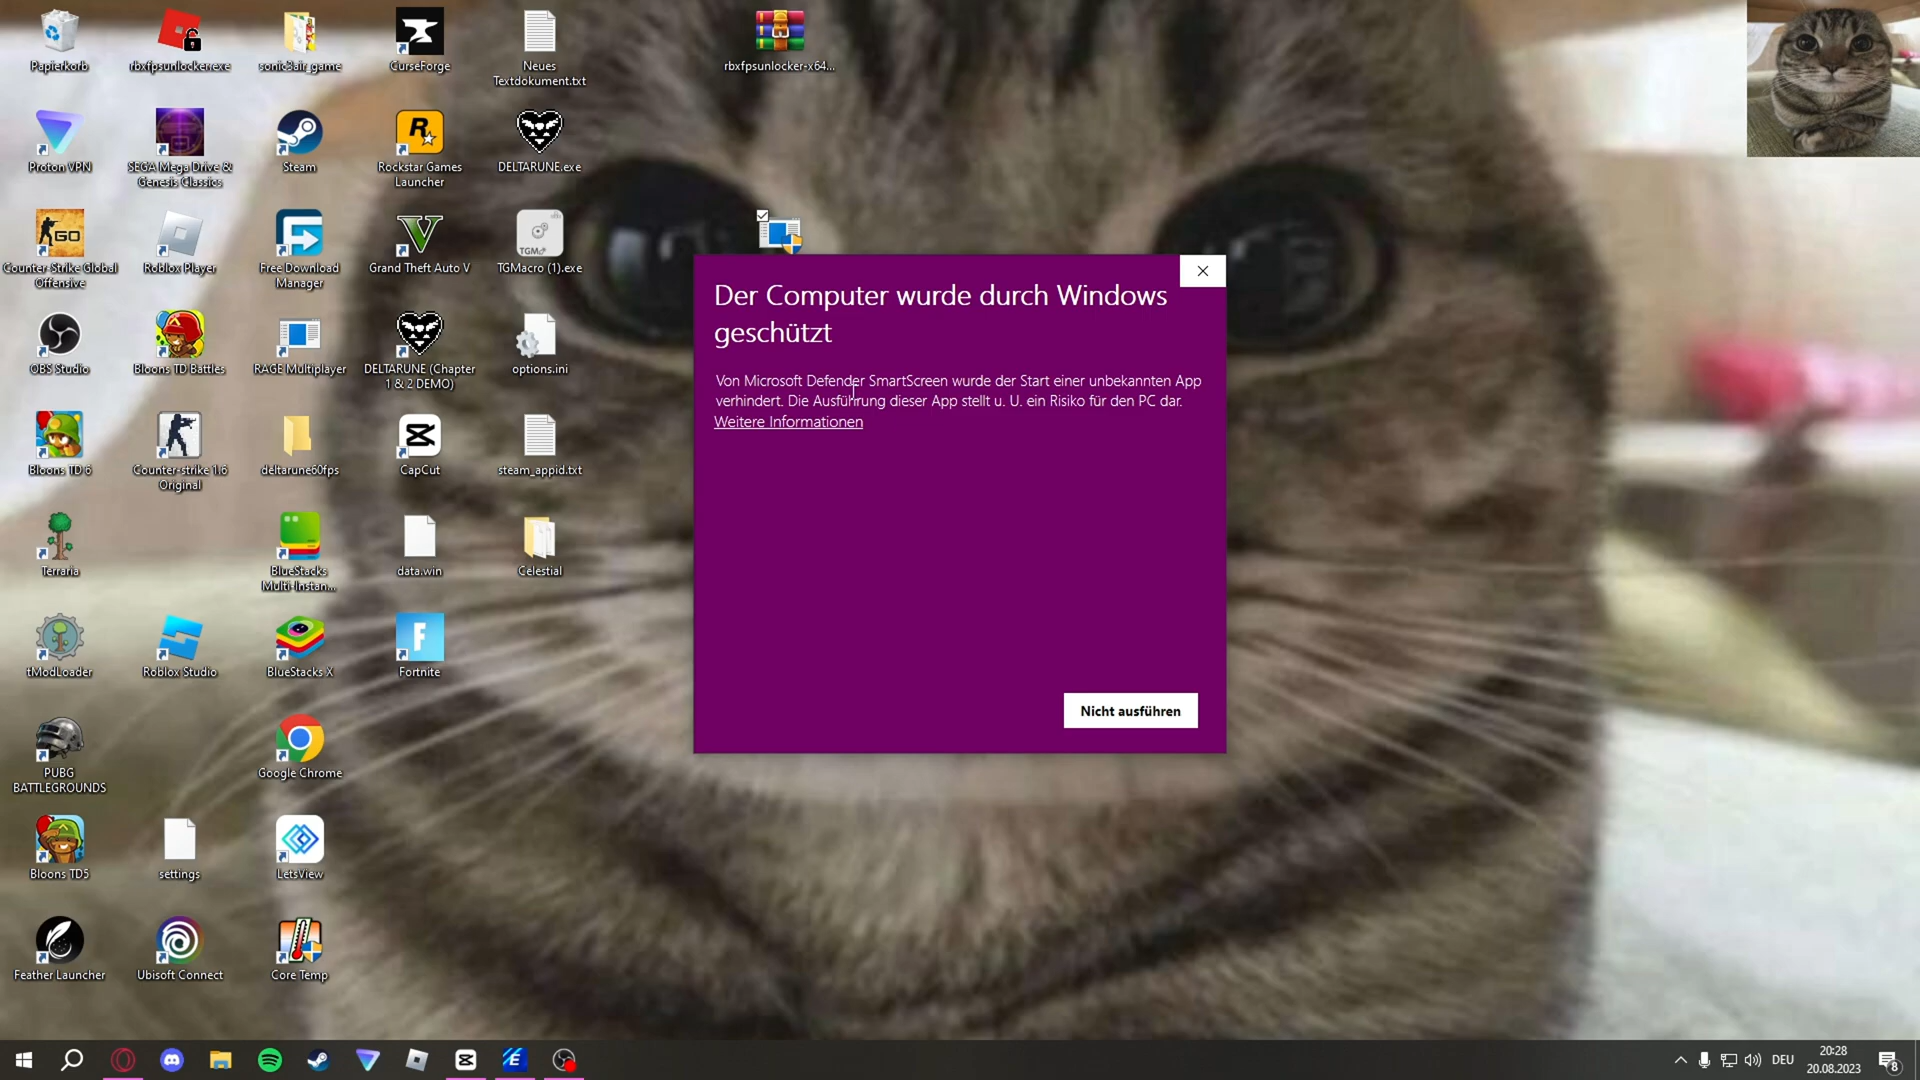 Papierkorb
rbxfpsunlocker.exe
sonic3air_game
CurseForge
Neues
Textdokument.txt
rbxfpsunlocker-x64...
Proton VPN
SEGA Mega Drive &
Genesis Classics
Steam
Rockstar Games
Launcher
DELTARUNE.exe
Counter-Strike Global
Offensive
Roblox Player
Free Download
Manager
Grand Theft Auto V
TGMacro (1).exe
OBS Studio
Bloons TD Battles
RAGE Multiplayer
DELTARUNE (Chapter
1 & 2 DEMO)
options.ini
Bloons TD 6
Counter-strike 1.6
Original
deltarune60fps
CapCut
steam_appid.txt
Terraria
BlueStacks
Multi-Instan...
data.win
Celestial
tModLoader
Roblox Studio
BlueStacks X
Fortnite
PUBG
BATTLEGROUNDS
Google Chrome
Bloons TD5
settings
LetsView
Feather Launcher
Ubisoft Connect
Core Temp
Der Computer wurde durch Windows
geschützt
Von Microsoft Defender SmartScreen wurde der Start einer unbekannten App
verhindert. Die Ausführung dieser App stellt u. U. ein Risiko für den PC dar.
Weitere Informationen
Nicht ausführen
DEU
20:28
20.08.2023
8